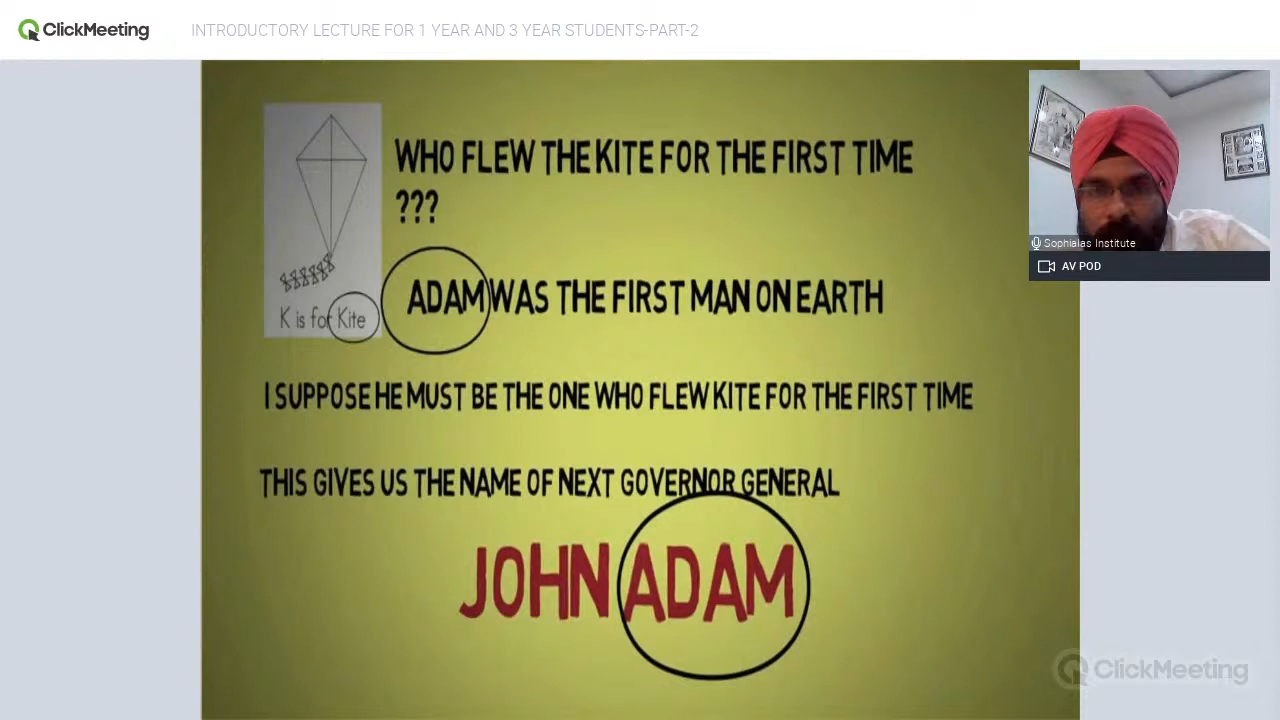 ClickMeeting
INTRODUCTORY LECTURE FOR 1 YEAR AND 3 YEAR STUDENTS-PART-2
WHO FLEW THE KITE FOR THE FIRST TIME
???
K is for Kite
ADAM WAS THE FIRST MAN ON EARTH
I SUPPOSE HE MUST BE THE ONE WHO FLEW KITE FOR THE FIRST TIME
THIS GIVES US THE NAME OF NEXT GOVERNOR GENERAL
JOHN ADAM
Sophialas Institute
AV POD
ClickMeeting